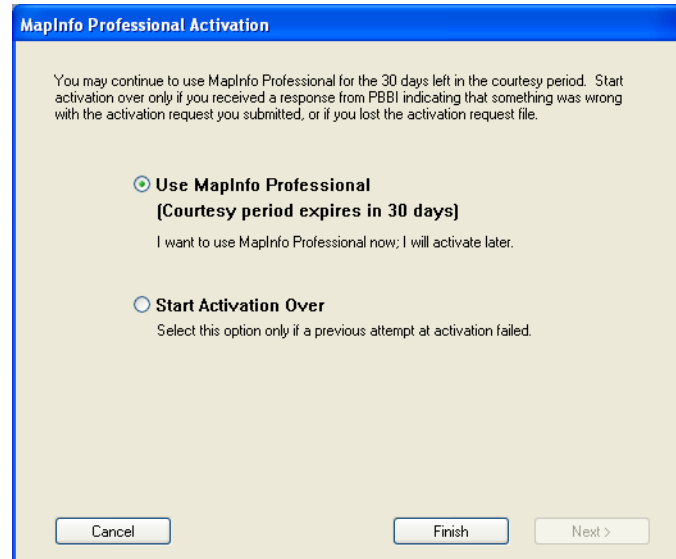 MapInfo Professional Activation
You may continue to use MapInfo Professional for the 30 days left in the courtesy period. Start
activation over only if you received a response from PBBI indicating that something was wrong
with the activation request you submitted, or if you lost the activation request file.
Use MapInfo Professional
(Courtesy period expires in 30 days)
I want to use MapInfo Professional now; I will activate later.
Start Activation Over
Select this option only if a previous attempt at activation failed.
Cancel
Finish
Next >